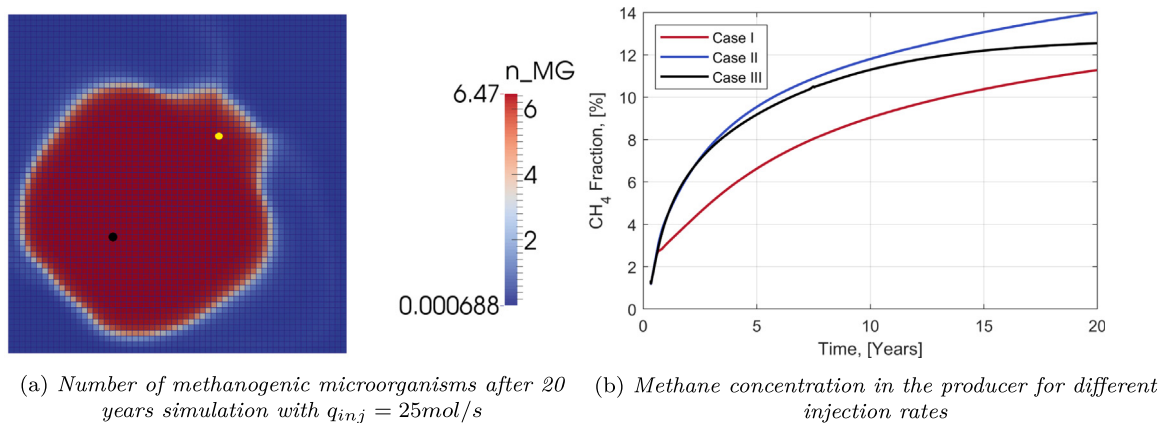 n_MG
6.47
6
4
2
0.000688
14
12
10
8
6
4
2
0
CH4 Fraction, [%]
Case I
Case II
Case III
0 5 10 15 20
Time, [Years]
(a) Number of methanogenic microorganisms after 20
years simulation with qinj = 25mol/s
(b) Methane concentration in the producer for different
injection rates